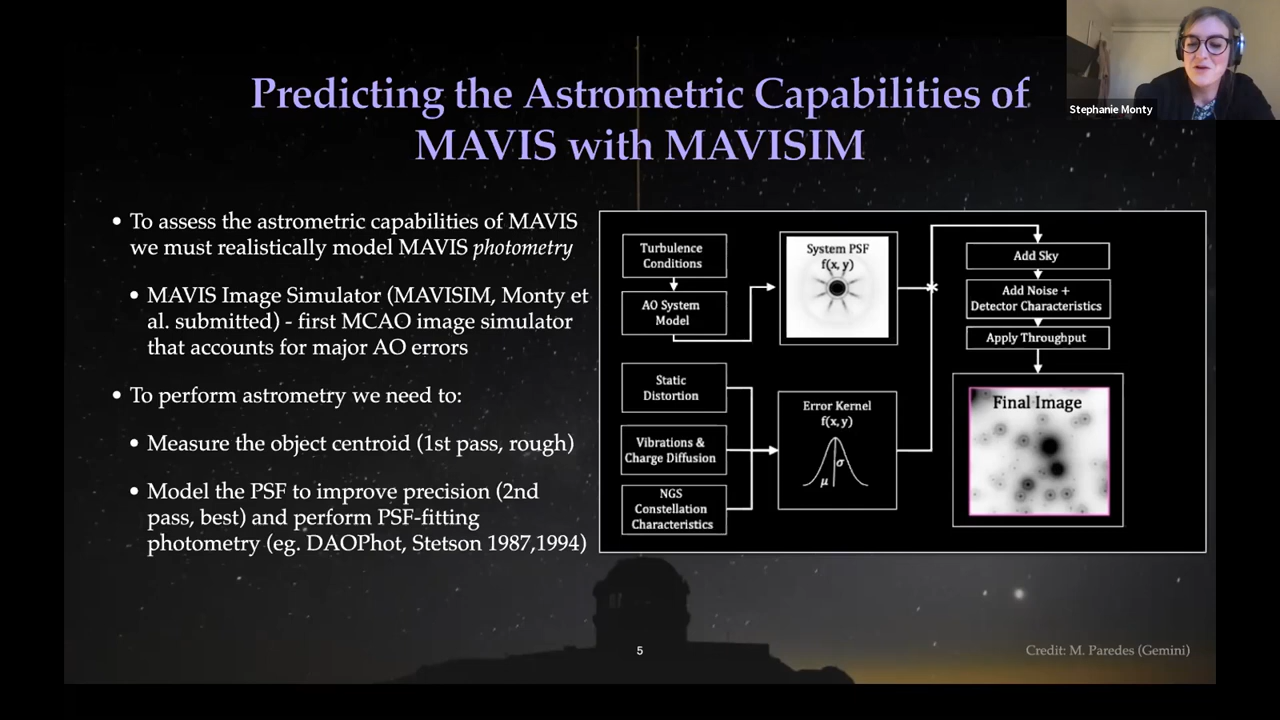 Stephanie Monty
Predicting the Astrometric Capabilities of
MAVIS with MAVISIM
• To assess the astrometric capabilities of MAVIS
we must realistically model MAVIS photometry
• MAVIS Image Simulator (MAVISIM, Monty et
al. submitted) - first MCAO image simulator
that accounts for major AO errors
• To perform astrometry we need to:
• Measure the object centroid (1st pass, rough)
• Model the PSF to improve precision (2nd
pass, best) and perform PSF-fitting
photometry (eg. DAOPhot, Stetson 1987,1994)
Turbulence
Conditions
AO System
Model
System PSF
f(x, y)
Static
Distortion
Vibrations &
Charge Diffusion
NGS
Constellation
Characteristics
Error Kernel
f(x, y)
σ
μ
Add Sky
Add Noise +
Detector Characteristics
Apply Throughput
Final Image
5
Credit: M. Paredes (Gemini)